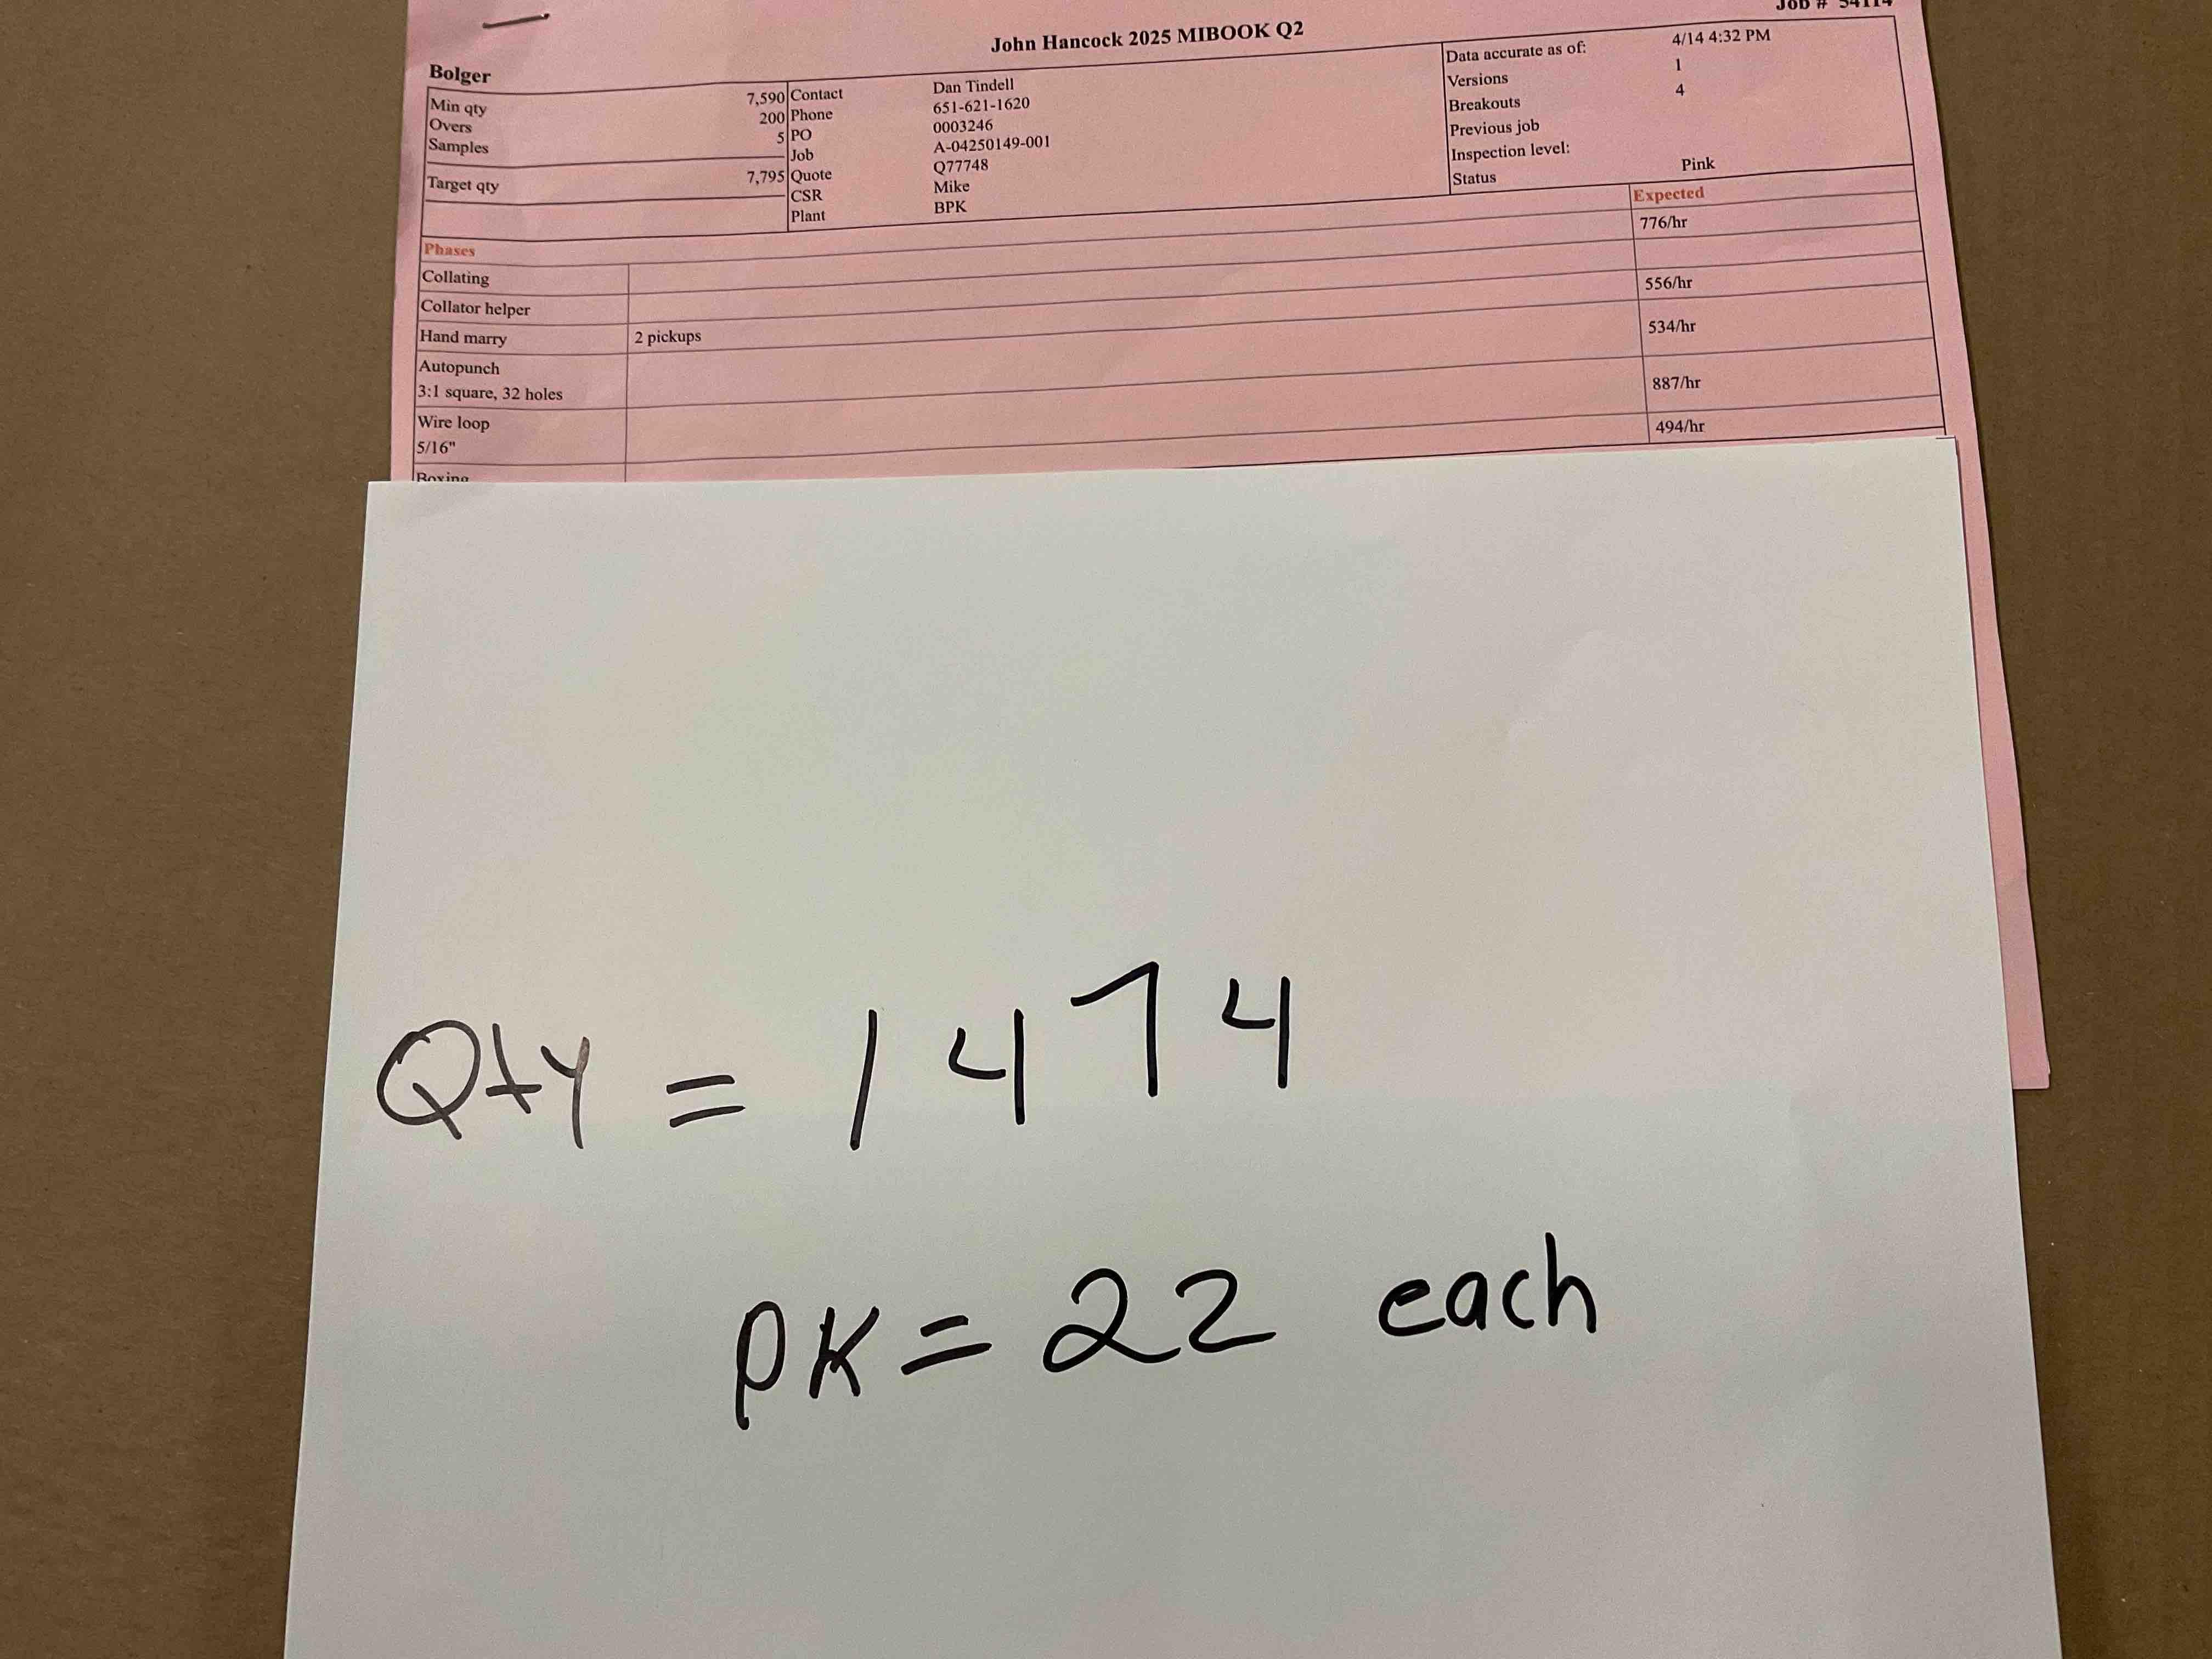 Job # 54114
John Hancock 2025 MIBOOK Q2
Bolger
Min qty 7,590
Overs 200
Samples 5
Target qty 7,795
Contact Dan Tindell
Phone 651-621-1620
PO 0003246
Job A-04250149-001
Quote Q77748
CSR Mike
Plant BPK
Data accurate as of: 4/14 4:32 PM
Versions 1
Breakouts 4
Previous job
Inspection level:
Status Pink
Phases Expected
Collating 776/hr
Collator helper
Hand marry 2 pickups 556/hr
Autopunch 534/hr
3:1 square, 32 holes
Wire loop 887/hr
5/16"
Boxing 494/hr
Qty = 1474
PK = 22 each